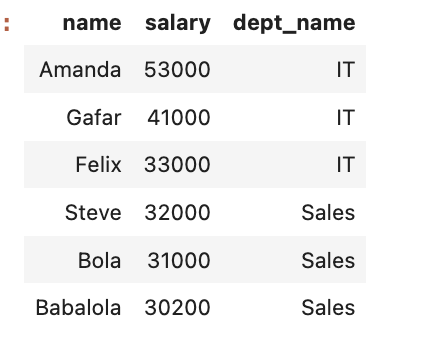 : name salary dept_name
Amanda 53000 IT
Gafar 41000 IT
Felix 33000 IT
Steve 32000 Sales
Bola 31000 Sales
Babalola 30200 Sales